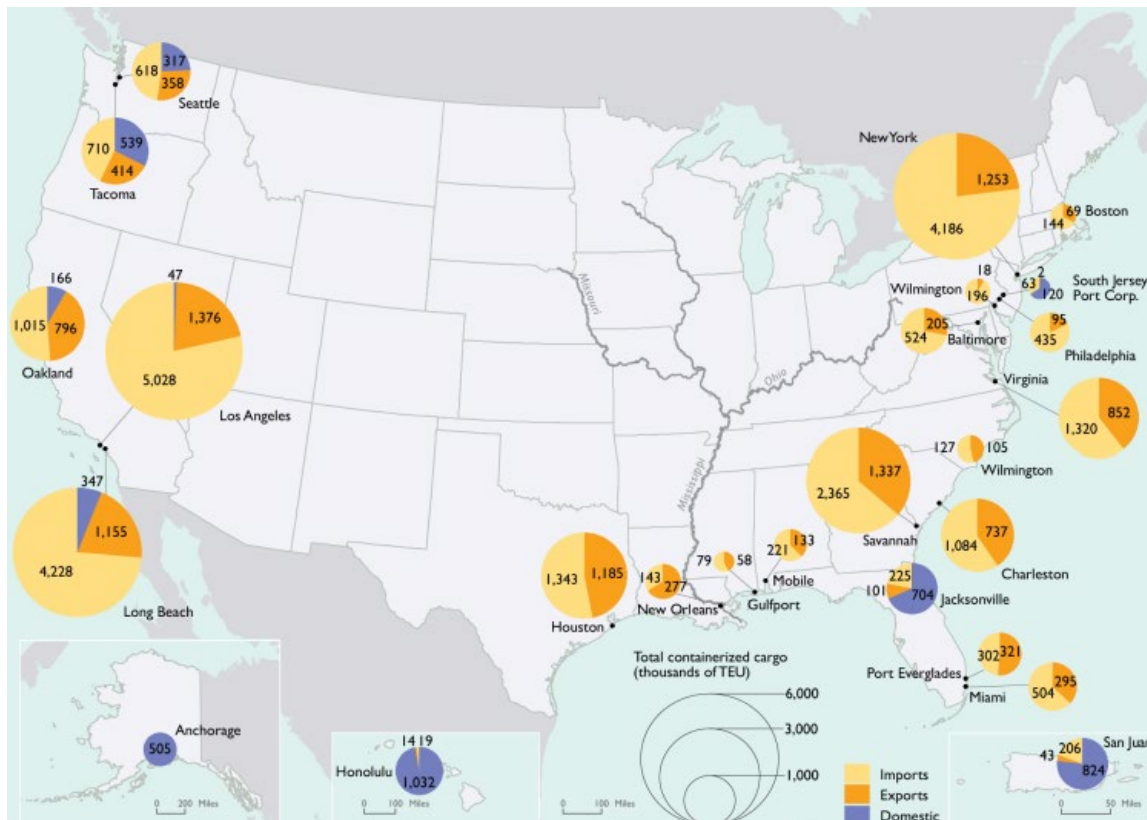 317
618
358
Seattle
710
539
414
Tacoma
166
1,015
796
Oakland
47
1,376
5,028
Los Angeles
347
1,155
4,228
Long Beach
Missouri
Ohio
Mississippi
New York
1,253
4,186
69
Boston
144
18
Wilmington
196
2
63
120
South Jersey
Port Corp.
205
524
Baltimore
95
435
Philadelphia
Virginia
852
1,320
127
105
Wilmington
1,337
2,365
Savannah
737
1,084
Charleston
1,343
1,185
Houston
143
277
New Orleans
79
58
Gulfport
221
133
Mobile
225
101
704
Jacksonville
302
321
Port Everglades
295
504
Miami
Total containerized cargo
(thousands of TEU)
6,000
3,000
1,000
Anchorage
505
0
200 Miles
14 19
Honolulu
1,032
0
100 Miles
0
100 Miles
Imports
Exports
Domestic
206
43
San Juan
824
0
50 Miles